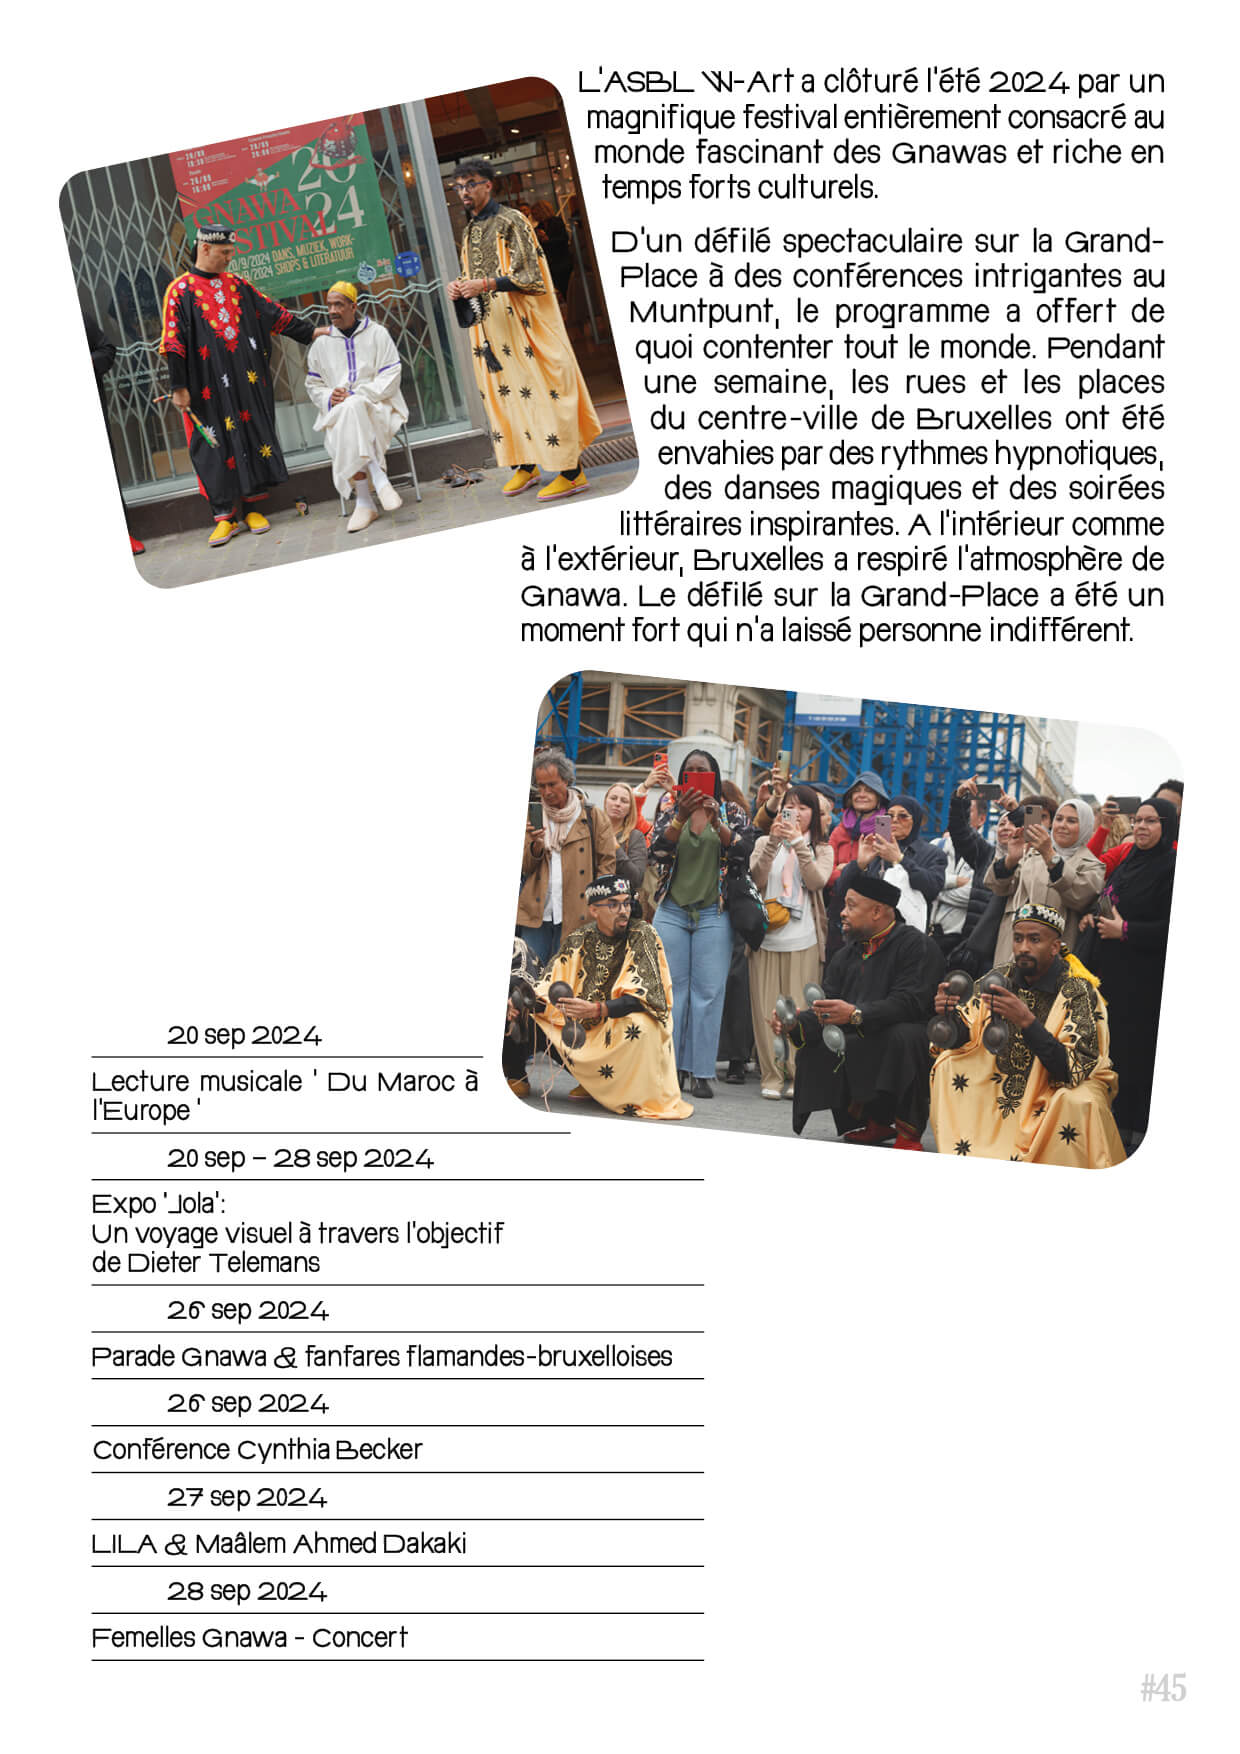 L'ASBL W-Art a clôturé l'été 2024 par un
magnifique festival entièrement consacré au
monde fascinant des Gnawas et riche en
temps forts culturels.
D'un défilé spectaculaire sur la Grand-
Place à des conférences intrigantes au
Muntpunt, le programme a offert de
quoi contenter tout le monde. Pendant
une semaine, les rues et les places
du centre-ville de Bruxelles ont été
envahies par des rythmes hypnotiques,
des danses magiques et des soirées
littéraires inspirantes. A l'intérieur comme
à l'extérieur, Bruxelles a respiré l'atmosphère de
Gnawa. Le défilé sur la Grand-Place a été un
moment fort qui n'a laissé personne indifférent.
2024
GNAWA
STIVAL
20/9/2024 DANS, MUZIEK, WORK-
/9/2024 SHOPS & LITERATUUR
20 sep 2024
Lecture musicale ' Du Maroc à
l'Europe '
20 sep – 28 sep 2024
Expo 'Jola':
Un voyage visuel à travers l'objectif
de Dieter Telemans
26 sep 2024
Parade Gnawa & fanfares flamandes-bruxelloises
26 sep 2024
Conférence Cynthia Becker
27 sep 2024
LILA & Maâlem Ahmed Dakaki
28 sep 2024
Femelles Gnawa - Concert
#45